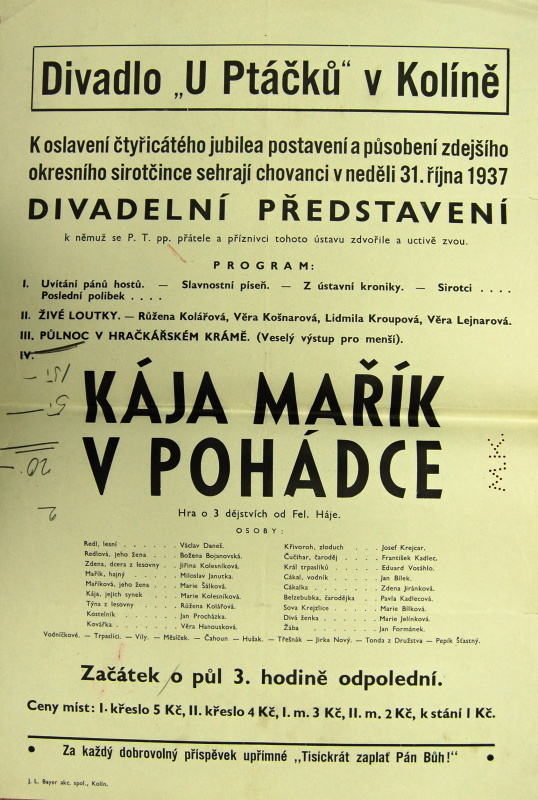 Divadlo „U Ptáčků“ v Kolíně
K oslavení čtyřicátého jubilea postavení a působení zdejšího
okresního sirotčince sehrají chovanci v neděli 31. října 1937
DIVADELNÍ PŘEDSTAVENÍ
k němuž se P. T. pp. přátele a příznivci tohoto ústavu zdvořile a uctivě zvou.
PROGRAM:
I. Uvítání pánů hostů. — Slavnostní píseň. — Z ústavní kroniky. — Sirotci . . . .
Poslední polibek . . . .
II. ŽIVÉ LOUTKY. — Růžena Kolářová, Věra Košnarová, Lidmila Kroupová, Věra Lejnarová.
III. PŮLNOC V HRAČKÁŘSKÉM KRÁMĚ. (Veselý výstup pro menší).
IV.
KÁJA MAŘÍK
V POHÁDCE
M.K.
Hra o 3 dějstvích od Fel. Háje.
OSOBY:
Redl, lesní . . . . . . Václav Daneš.
Redlová, jeho žena . . . Božena Bojanovská.
Zdena, dcera z lesovny . . Jiřina Kolesníková.
Mařík, hajný . . . . . Miloslav Janutka.
Maříková, jeho žena . . . Marie Šálková.
Kája, jejich synek . . . Marie Kolesníková.
Týna z lesovny . . . . Růžena Kolářová.
Kostelník . . . . . . Jan Procházka.
Kovářka . . . . . . Věra Hanousková.
Křivoroh, zloduch . . . Josef Krejcar.
Čučihar, čaroděj . . . František Kadlec.
Král trpaslíků . . . . . Eduard Vosáhlo.
Cákal, vodník . . . . . Jan Bílek.
Cákalka . . . . . . Zdena Jiránková.
Belzebubka, čarodějka . . Pavla Kadlecová.
Sova Krejzlice . . . . Marie Bílková.
Divá ženka . . . . . Marie Jelínková.
Žába . . . . . . . Jan Formánek.
Vodníčkové. — Trpaslíci. — Víly. — Měsíček. — Čahoun — Hušak. — Třešnák — Jirka Nový. — Tonda z Družstva — Pepík Šťastný.
Začátek o půl 3. hodině odpolední.
Ceny míst: I. křeslo 5 Kč, II. křeslo 4 Kč, I. m. 3 Kč, II. m. 2 Kč, k stání 1 Kč.
Za každý dobrovolný příspěvek upřímné „Tisíckrát zaplať Pán Bůh!“
J. L. Bayer akc. spol., Kolín.